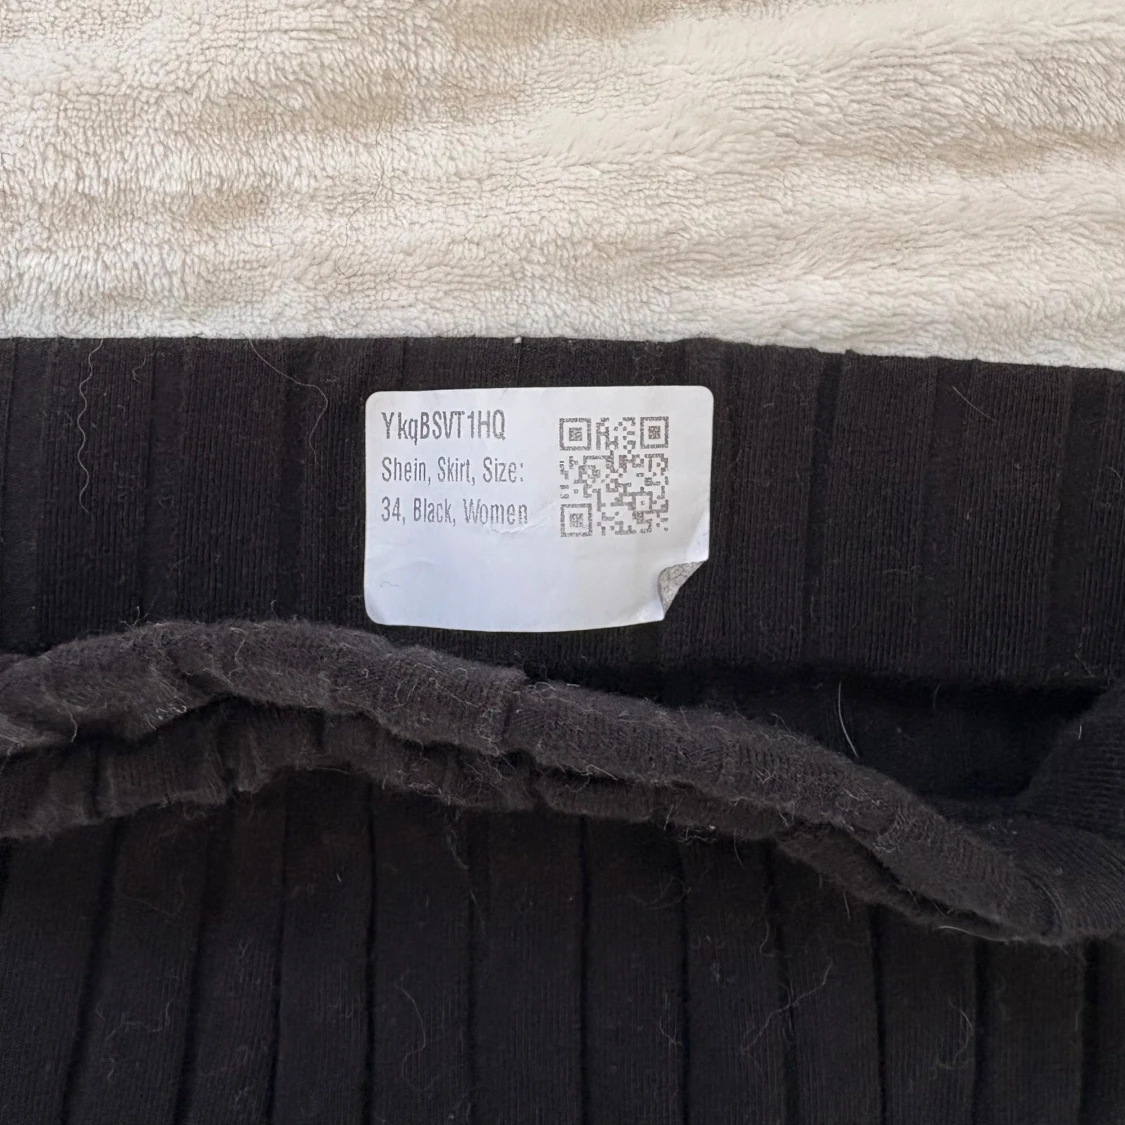 YkqBSVT1HQ
Shein, Skirt, Size:
34, Black, Women